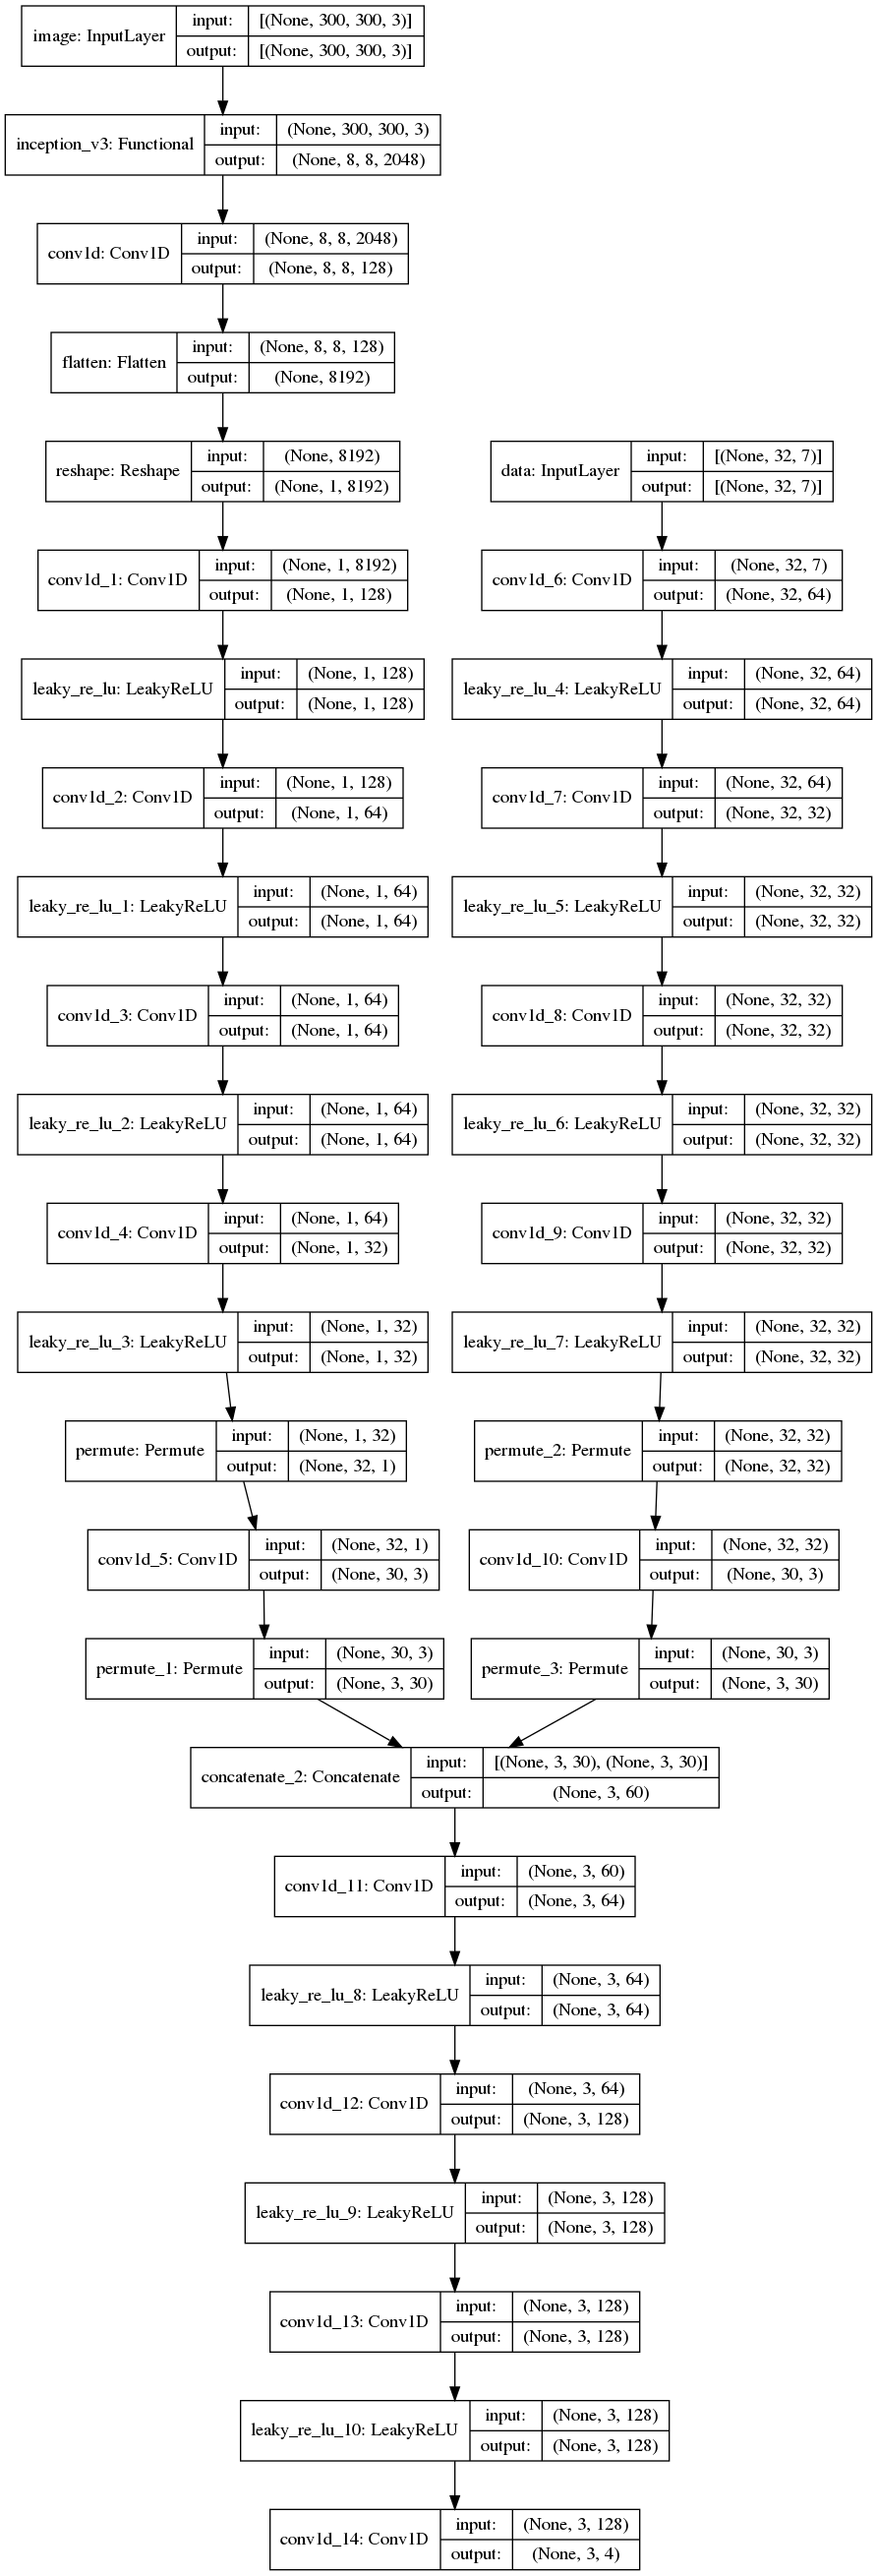 image: InputLayer
input: [(None, 300, 300, 3)]
output: [(None, 300, 300, 3)]
inception_v3: Functional
input: (None, 300, 300, 3)
output: (None, 8, 8, 2048)
conv1d: Conv1D
input: (None, 8, 8, 2048)
output: (None, 8, 8, 128)
flatten: Flatten
input: (None, 8, 8, 128)
output: (None, 8192)
reshape: Reshape
input: (None, 8192)
output: (None, 1, 8192)
conv1d_1: Conv1D
input: (None, 1, 8192)
output: (None, 1, 128)
leaky_re_lu: LeakyReLU
input: (None, 1, 128)
output: (None, 1, 128)
conv1d_2: Conv1D
input: (None, 1, 128)
output: (None, 1, 64)
leaky_re_lu_1: LeakyReLU
input: (None, 1, 64)
output: (None, 1, 64)
conv1d_3: Conv1D
input: (None, 1, 64)
output: (None, 1, 64)
leaky_re_lu_2: LeakyReLU
input: (None, 1, 64)
output: (None, 1, 64)
conv1d_4: Conv1D
input: (None, 1, 64)
output: (None, 1, 32)
leaky_re_lu_3: LeakyReLU
input: (None, 1, 32)
output: (None, 1, 32)
permute: Permute
input: (None, 1, 32)
output: (None, 32, 1)
conv1d_5: Conv1D
input: (None, 32, 1)
output: (None, 30, 3)
permute_1: Permute
input: (None, 30, 3)
output: (None, 3, 30)
data: InputLayer
input: [(None, 32, 7)]
output: [(None, 32, 7)]
conv1d_6: Conv1D
input: (None, 32, 7)
output: (None, 32, 64)
leaky_re_lu_4: LeakyReLU
input: (None, 32, 64)
output: (None, 32, 64)
conv1d_7: Conv1D
input: (None, 32, 64)
output: (None, 32, 32)
leaky_re_lu_5: LeakyReLU
input: (None, 32, 32)
output: (None, 32, 32)
conv1d_8: Conv1D
input: (None, 32, 32)
output: (None, 32, 32)
leaky_re_lu_6: LeakyReLU
input: (None, 32, 32)
output: (None, 32, 32)
conv1d_9: Conv1D
input: (None, 32, 32)
output: (None, 32, 32)
leaky_re_lu_7: LeakyReLU
input: (None, 32, 32)
output: (None, 32, 32)
permute_2: Permute
input: (None, 32, 32)
output: (None, 32, 32)
conv1d_10: Conv1D
input: (None, 32, 32)
output: (None, 30, 3)
permute_3: Permute
input: (None, 30, 3)
output: (None, 3, 30)
concatenate_2: Concatenate
input: [(None, 3, 30), (None, 3, 30)]
output: (None, 3, 60)
conv1d_11: Conv1D
input: (None, 3, 60)
output: (None, 3, 64)
leaky_re_lu_8: LeakyReLU
input: (None, 3, 64)
output: (None, 3, 64)
conv1d_12: Conv1D
input: (None, 3, 64)
output: (None, 3, 128)
leaky_re_lu_9: LeakyReLU
input: (None, 3, 128)
output: (None, 3, 128)
conv1d_13: Conv1D
input: (None, 3, 128)
output: (None, 3, 128)
leaky_re_lu_10: LeakyReLU
input: (None, 3, 128)
output: (None, 3, 128)
conv1d_14: Conv1D
input: (None, 3, 128)
output: (None, 3, 4)